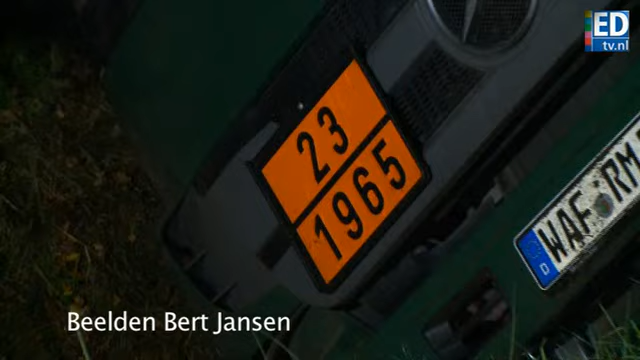 ED
tv.nl
23
1965
WAF RM
D
Beelden Bert Jansen